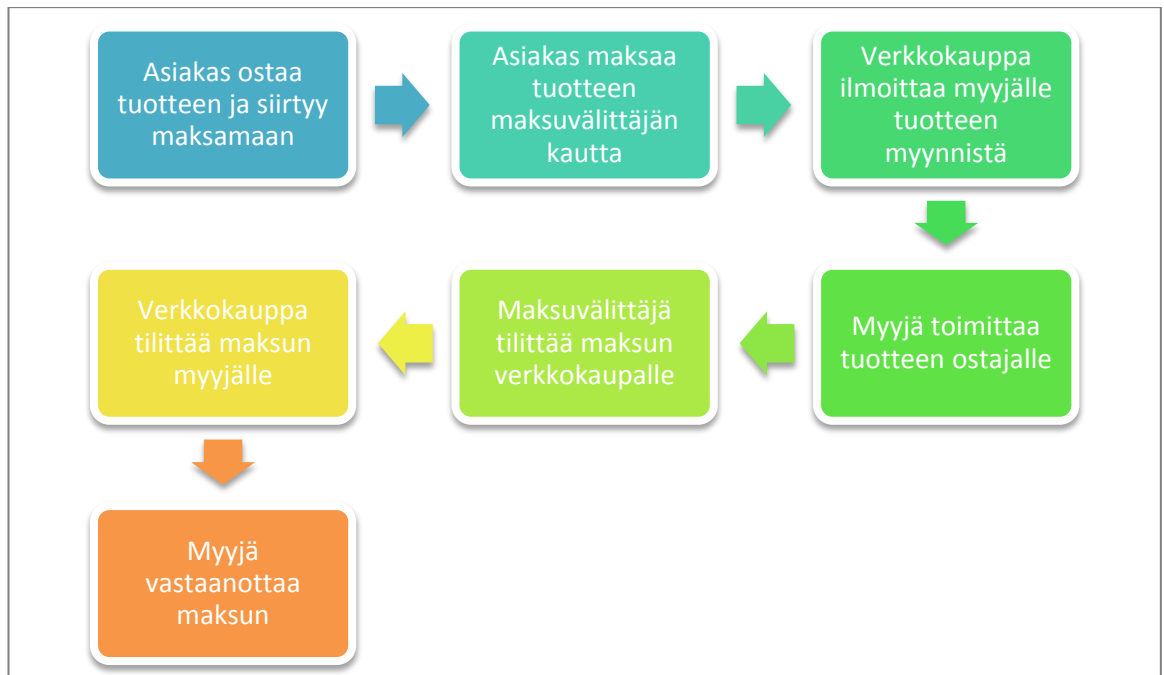 Asiakas ostaa
tuotteen ja siirtyy
maksamaan
Asiakas maksaa
tuotteen
maksuvälittäjän
kautta
Verkkokauppa
ilmoittaa myyjälle
tuotteen
myynnistä
Myyjä toimittaa
tuotteen ostajalle
Maksuvälittäjä
tilittää maksun
verkkokaupalle
Verkkokauppa
tilittää maksun
myyjälle
Myyjä
vastaanottaa
maksun